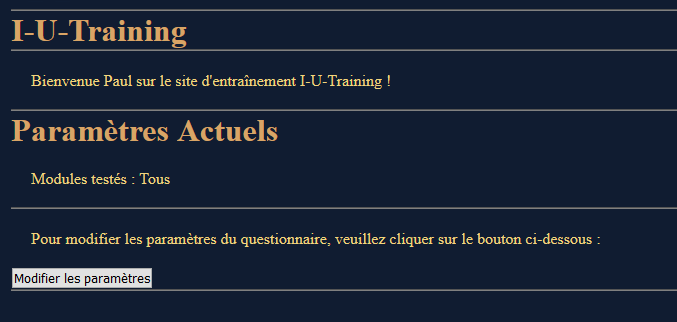 I-U-Training
Bienvenue Paul sur le site d'entraînement I-U-Training !
Paramètres Actuels
Modules testés : Tous
Pour modifier les paramètres du questionnaire, veuillez cliquer sur le bouton ci-dessous :
Modifier les paramètres